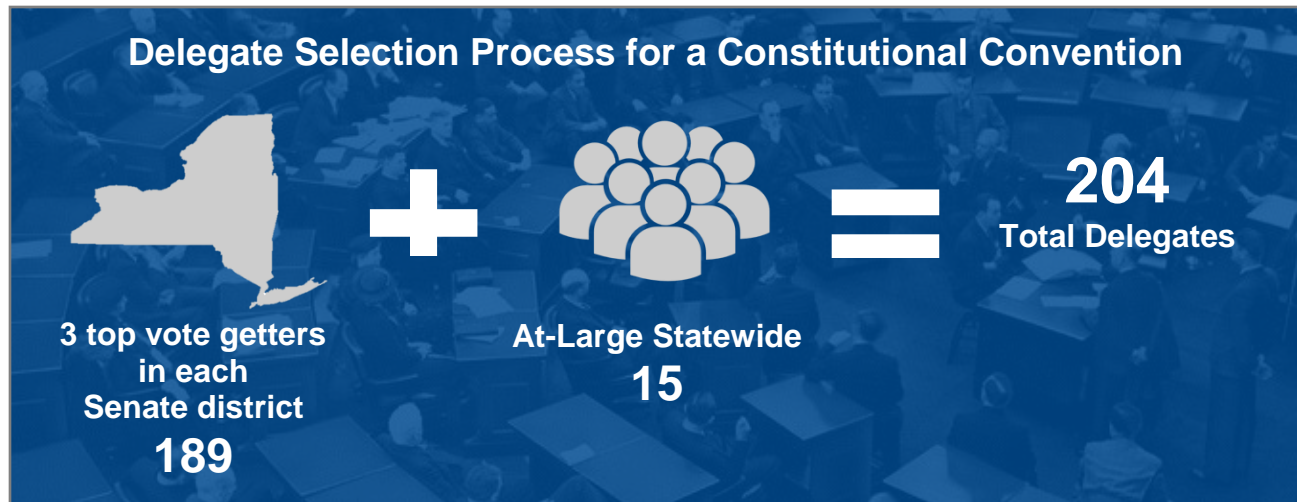 Delegate Selection Process for a Constitutional Convention
204
Total Delegates
3 top vote getters
in each
Senate district
189
At-Large Statewide
15